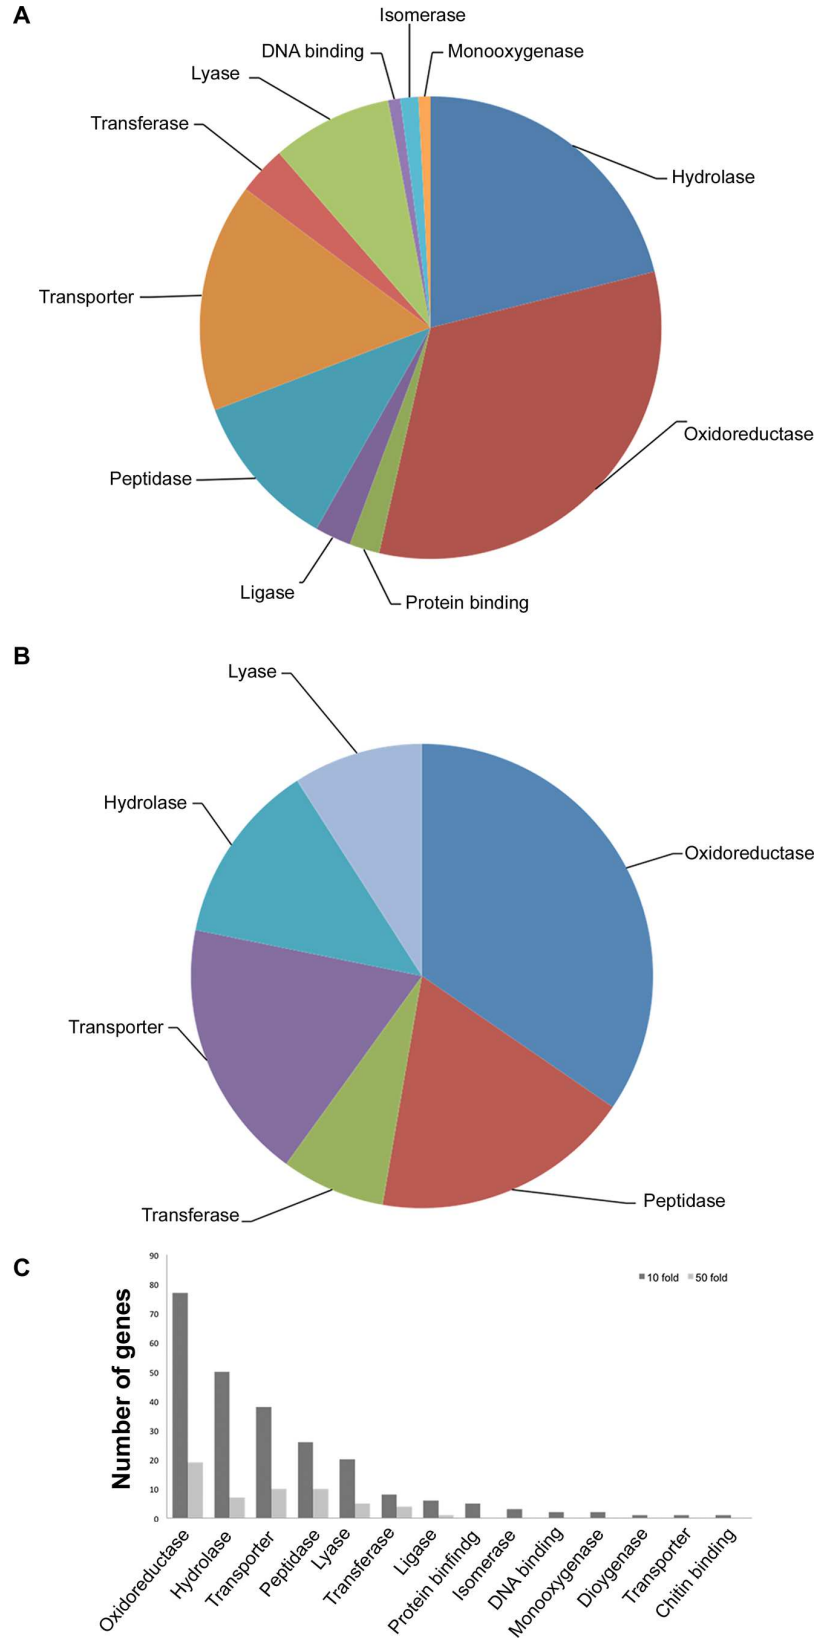 A
Isomerase
DNA binding
Monooxygenase
Lyase
Transferase
Hydrolase
Transporter
Oxidoreductase
Peptidase
Ligase
Protein binding
B
Lyase
Hydrolase
Oxidoreductase
Transporter
Peptidase
Transferase
C
Number of genes
90
80
70
60
50
40
30
20
10
0
10 fold 50 fold
Oxidoreductase
Hydrolase
Transporter
Peptidase
Lyase
Transferase
Ligase
Protein binfindg
Isomerase
DNA binding
Monooxygenase
Dioygenase
Transporter
Chitin binding